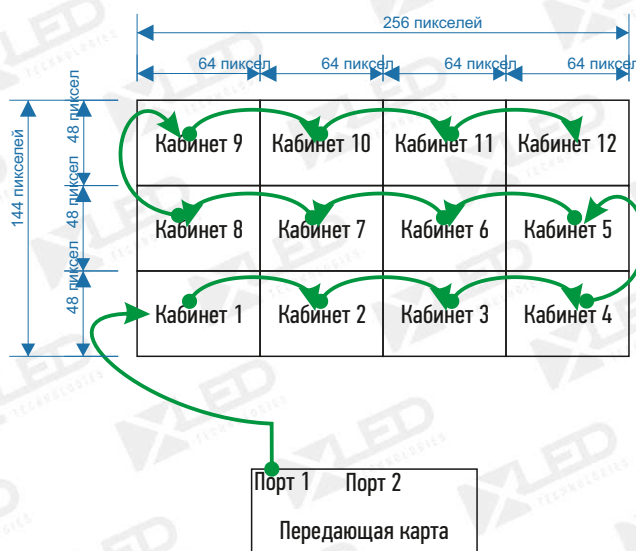 256 пикселей
64 пиксел 64 пиксел 64 пиксел 64 пиксел
144 пикселей
48 пиксел
48 пиксел
48 пиксел
Кабинет 9 Кабинет 10 Кабинет 11 Кабинет 12
Кабинет 8 Кабинет 7 Кабинет 6 Кабинет 5
Кабинет 1 Кабинет 2 Кабинет 3 Кабинет 4
Порт 1 Порт 2
Передающая карта
XLED
TECHNOLOGIES